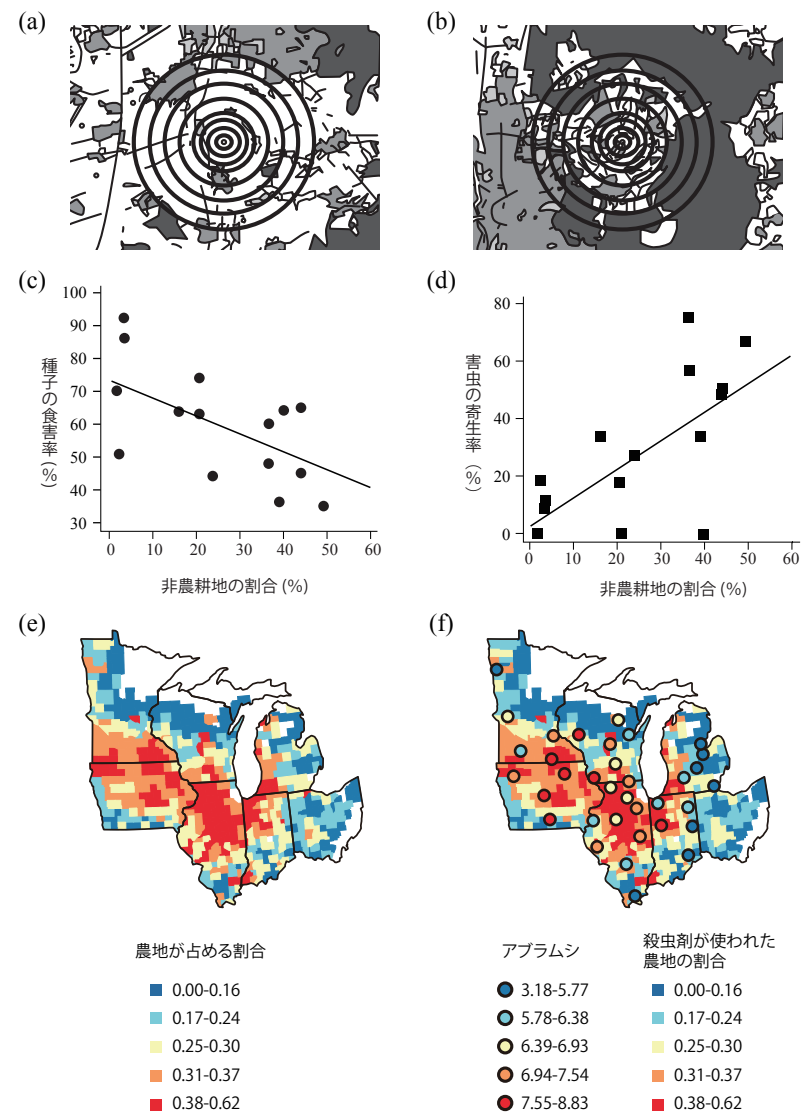 (a)
(b)
(c)
100
90
80
70
60
50
40
30
種子の食害率 (%)
0 10 20 30 40 50 60
非農耕地の割合 (%)
(d)
80
60
40
20
0
害虫の寄生率 (%)
0 10 20 30 40 50 60
非農耕地の割合 (%)
(e)
農地が占める割合
0.00-0.16
0.17-0.24
0.25-0.30
0.31-0.37
0.38-0.62
(f)
アブラムシ
3.18-5.77
5.78-6.38
6.39-6.93
6.94-7.54
7.55-8.83
殺虫剤が使われた
農地の割合
0.00-0.16
0.17-0.24
0.25-0.30
0.31-0.37
0.38-0.62